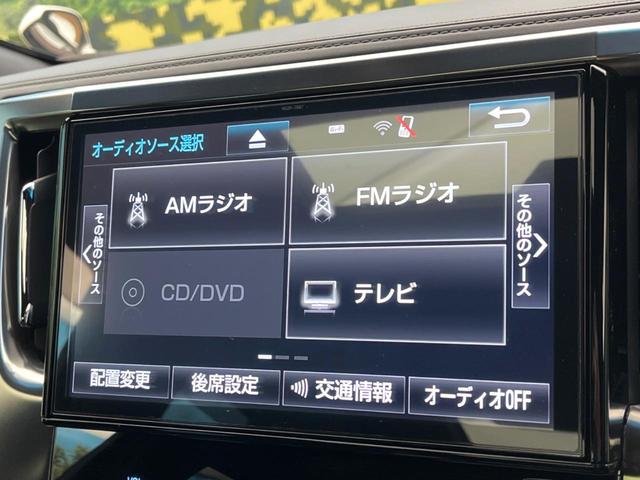 オーディオソース選択
AMラジオ
FMラジオ
その他のソース
その他のソース
CD/DVD
テレビ
配置変更
後席設定
交通情報
オーディオOFF